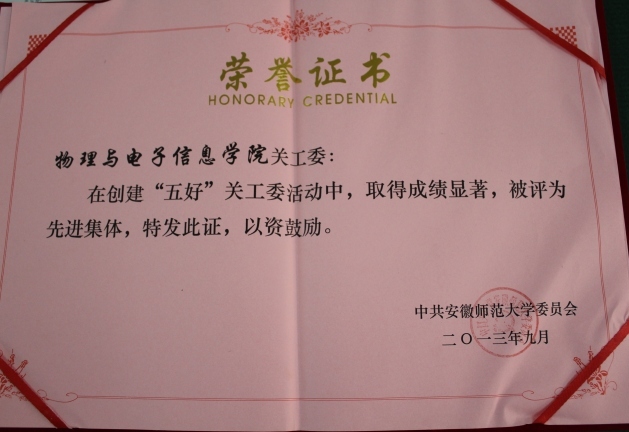 荣誉证书
HONORARY CREDENTIAL
物理与电子信息学院关工委：
在创建“五好”关工委活动中，取得成绩显著，被评为
先进集体，特发此证，以资鼓励。
中共安徽师范大学委员会
二〇一三年九月